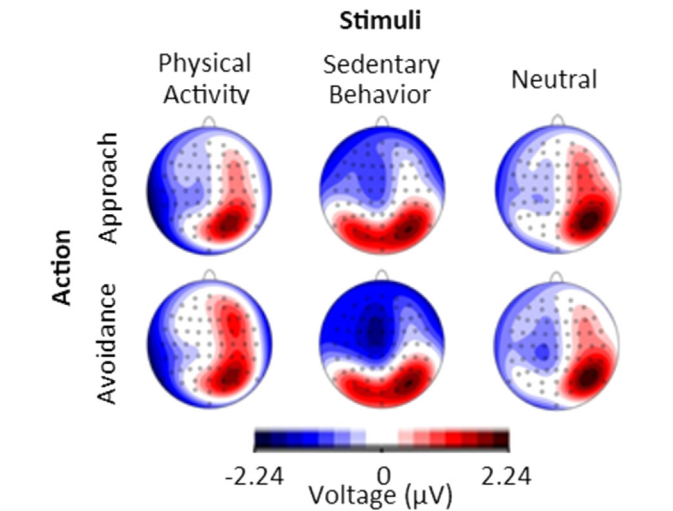 Stimuli
Physical Activity
Sedentary Behavior
Neutral
Action
Approach
Avoidance
-2.24 0 2.24
Voltage (µV)